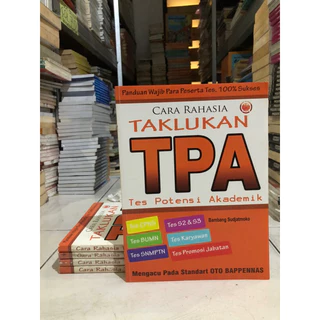 Panduan Wajib Para Peserta Tes, 100% Sukses
CARA RAHASIA
TAKLUKAN
TPA
Tes Potensi Akademik
Tes CPNS
Tes S2 & S3
Bambang Sudjatmoko
Tes BUMN
Tes Karyawan
Tes SNMPTN
Tes Promosi Jabatan
Mengacu Pada Standart OTO BAPPENAS
Cara Rahasia
Cara Rahasia
Cara Rahasia